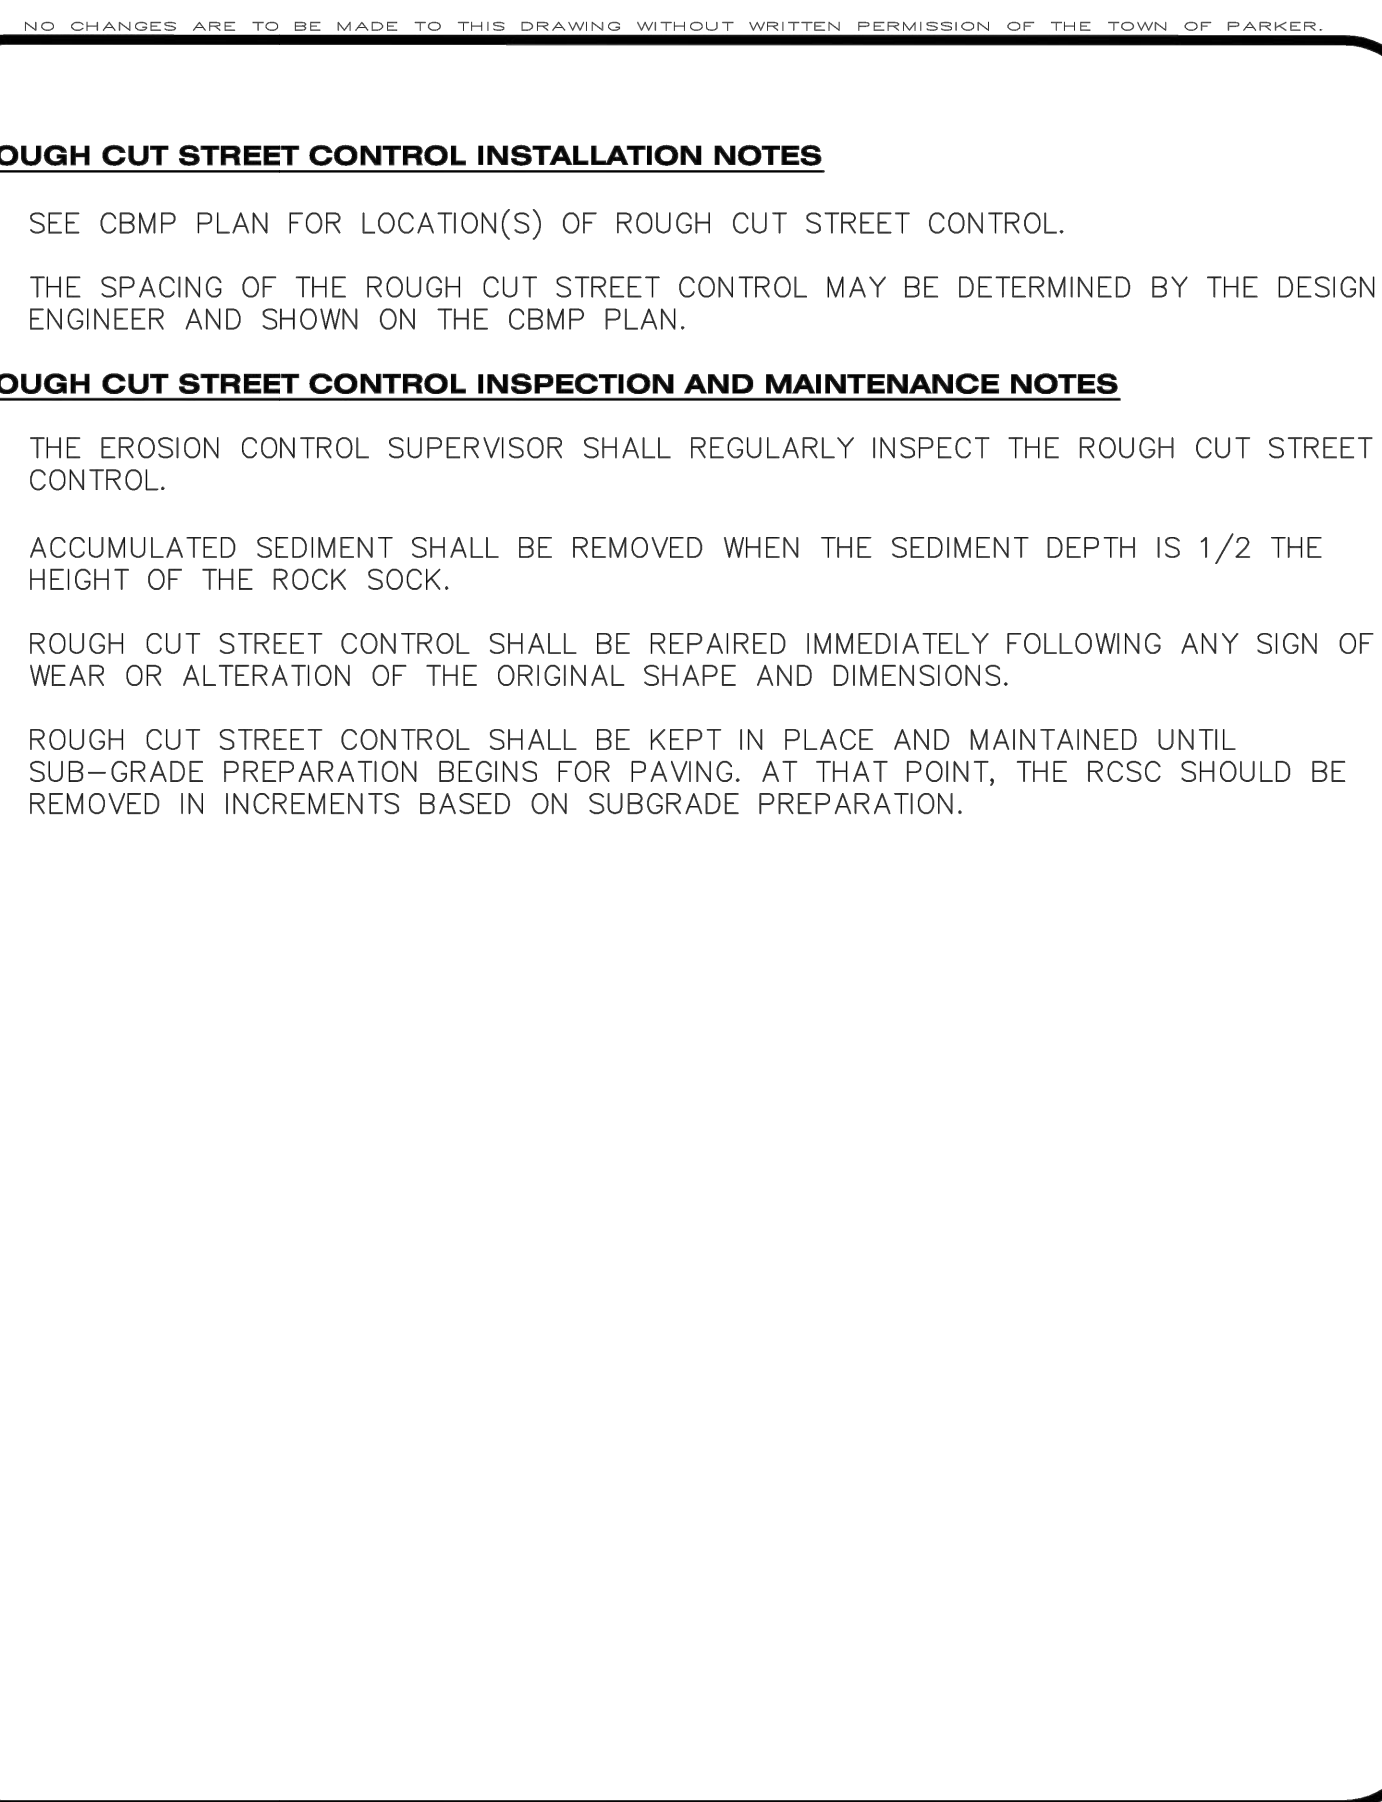 NO CHANGES ARE TO BE MADE TO THIS DRAWING WITHOUT WRITTEN PERMISSION OF THE TOWN OF PARKER.
OUGH CUT STREET CONTROL INSTALLATION NOTES
SEE CBMP PLAN FOR LOCATION(S) OF ROUGH CUT STREET CONTROL.
THE SPACING OF THE ROUGH CUT STREET CONTROL MAY BE DETERMINED BY THE DESIGN
ENGINEER AND SHOWN ON THE CBMP PLAN.
OUGH CUT STREET CONTROL INSPECTION AND MAINTENANCE NOTES
THE EROSION CONTROL SUPERVISOR SHALL REGULARLY INSPECT THE ROUGH CUT STREET
CONTROL.
ACCUMULATED SEDIMENT SHALL BE REMOVED WHEN THE SEDIMENT DEPTH IS 1/2 THE
HEIGHT OF THE ROCK SOCK.
ROUGH CUT STREET CONTROL SHALL BE REPAIRED IMMEDIATELY FOLLOWING ANY SIGN OF
WEAR OR ALTERATION OF THE ORIGINAL SHAPE AND DIMENSIONS.
ROUGH CUT STREET CONTROL SHALL BE KEPT IN PLACE AND MAINTAINED UNTIL
SUB-GRADE PREPARATION BEGINS FOR PAVING. AT THAT POINT, THE RCSC SHOULD BE
REMOVED IN INCREMENTS BASED ON SUBGRADE PREPARATION.